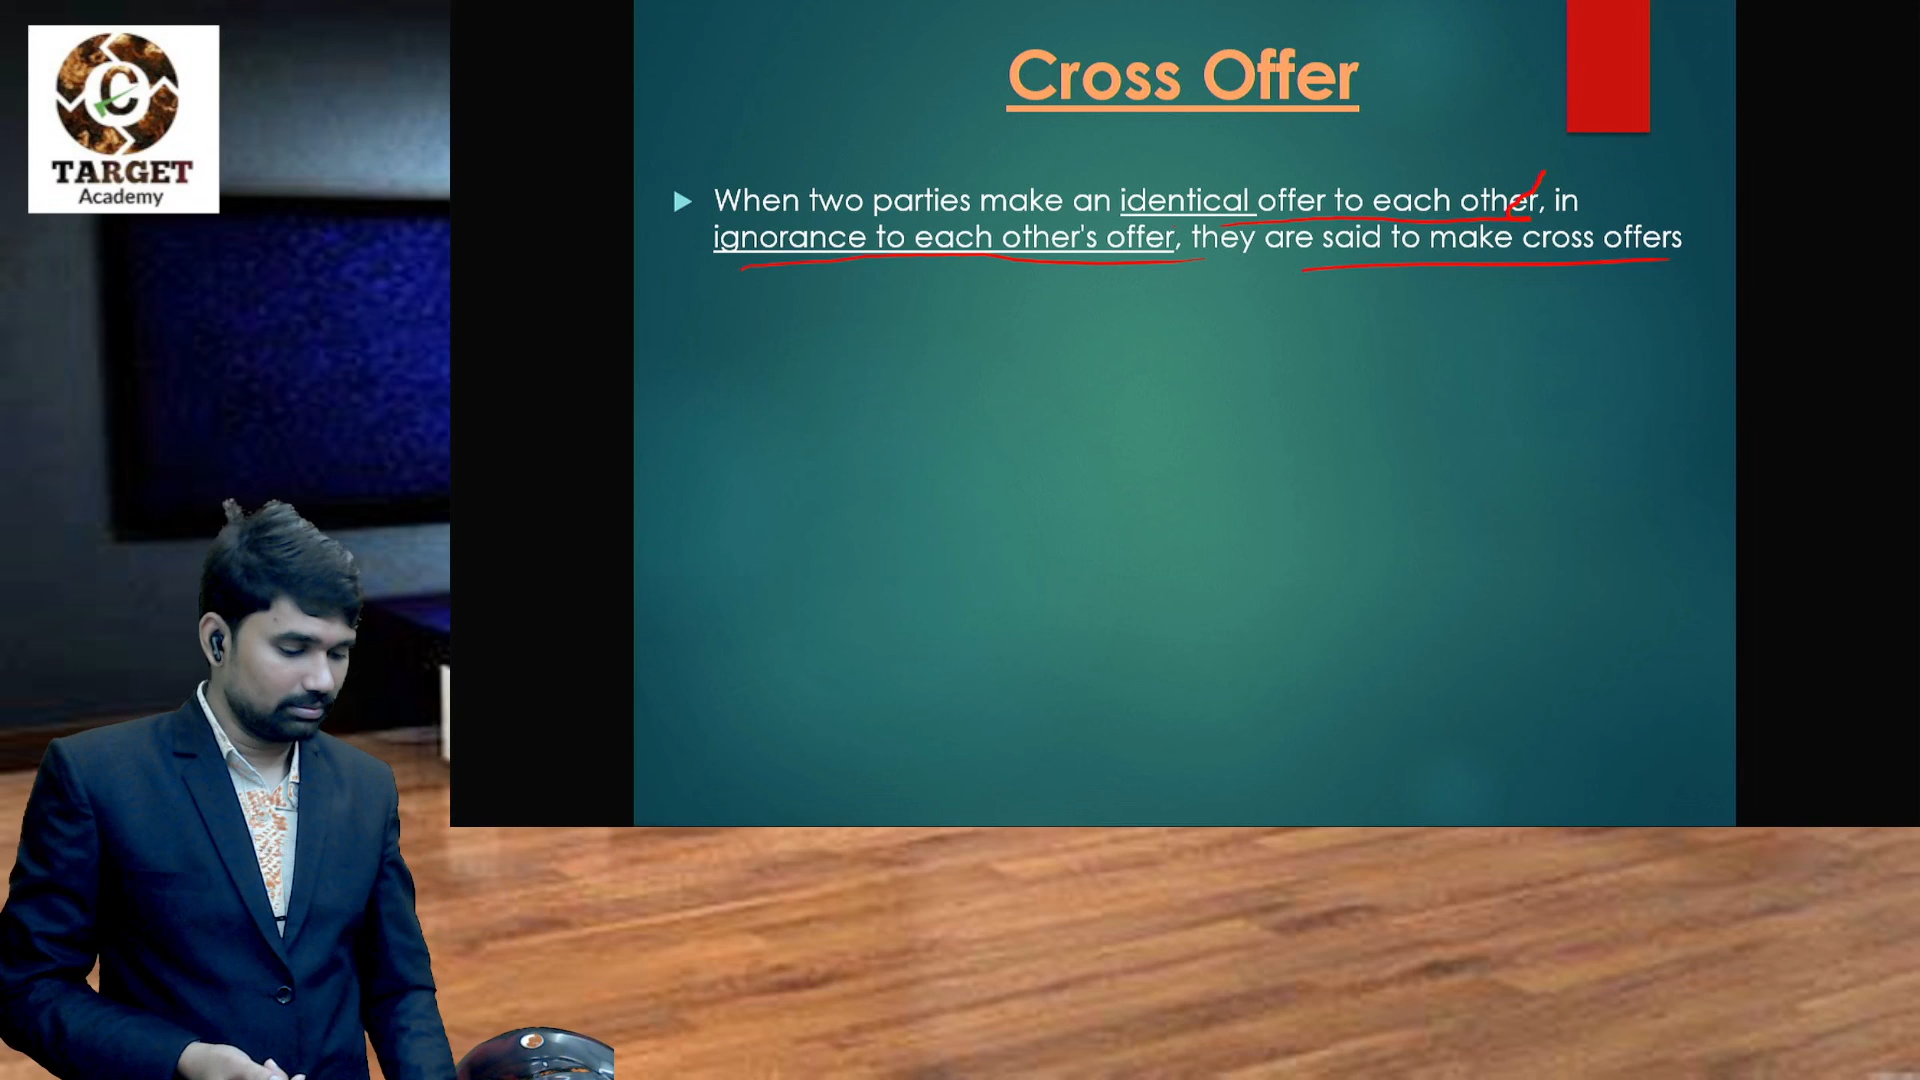 TARGET
Academy
Cross Offer
When two parties make an identical offer to each other, in
ignorance to each other's offer, they are said to make cross offers